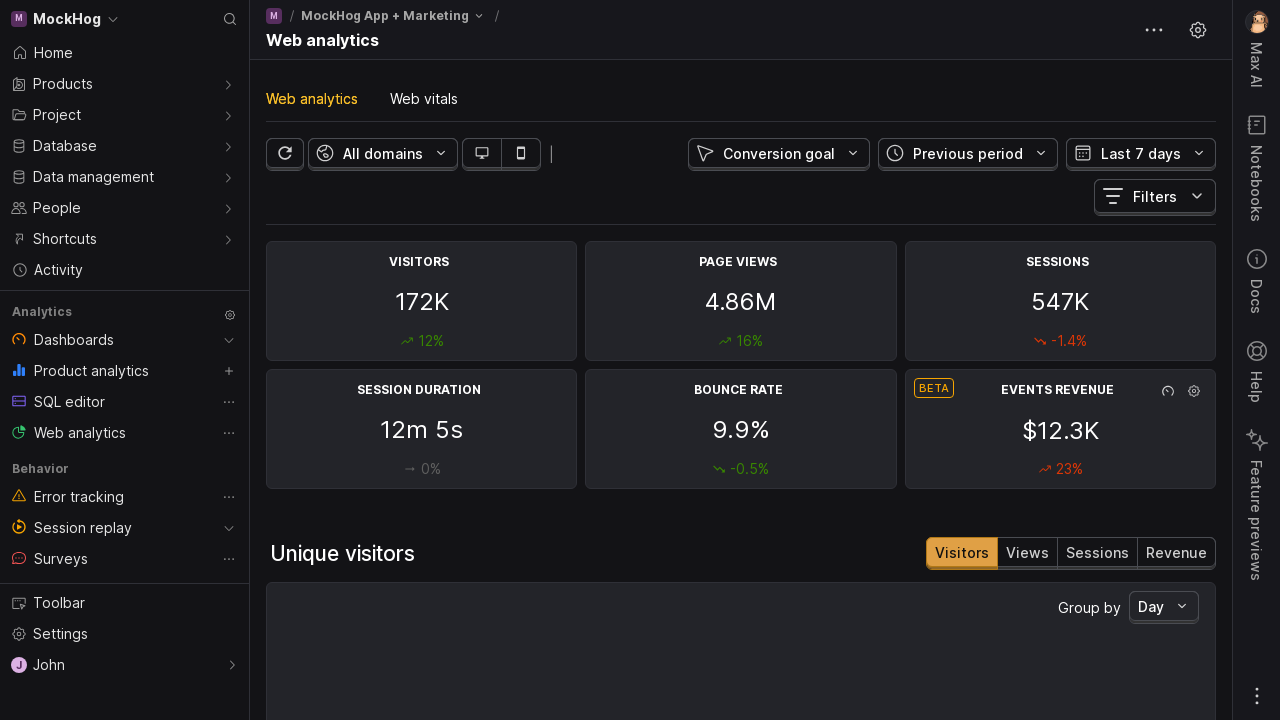 M MockHog
Home
Products
Project
Database
Data management
People
Shortcuts
Activity
Analytics
Dashboards
Product analytics
SQL editor
Web analytics
Behavior
Error tracking
Session replay
Surveys
Toolbar
Settings
J John
M / MockHog App + Marketing /
Web analytics
Web analytics Web vitals
All domains Conversion goal Previous period Last 7 days
Filters
VISITORS
172K
12%
PAGE VIEWS
4.86M
16%
SESSIONS
547K
-1.4%
SESSION DURATION
12m 5s
0%
BOUNCE RATE
9.9%
-0.5%
BETA EVENTS REVENUE
$12.3K
23%
Unique visitors
Visitors Views Sessions Revenue
Group by Day
Max AI
Notebooks
Docs
Help
Feature previews